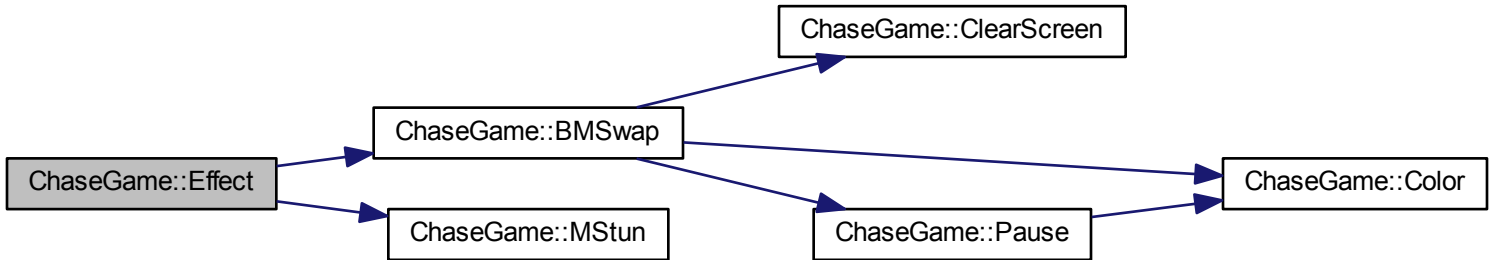 ChaseGame::ClearScreen
ChaseGame::BMSwap
ChaseGame::Effect
ChaseGame::Color
ChaseGame::MStun
ChaseGame::Pause